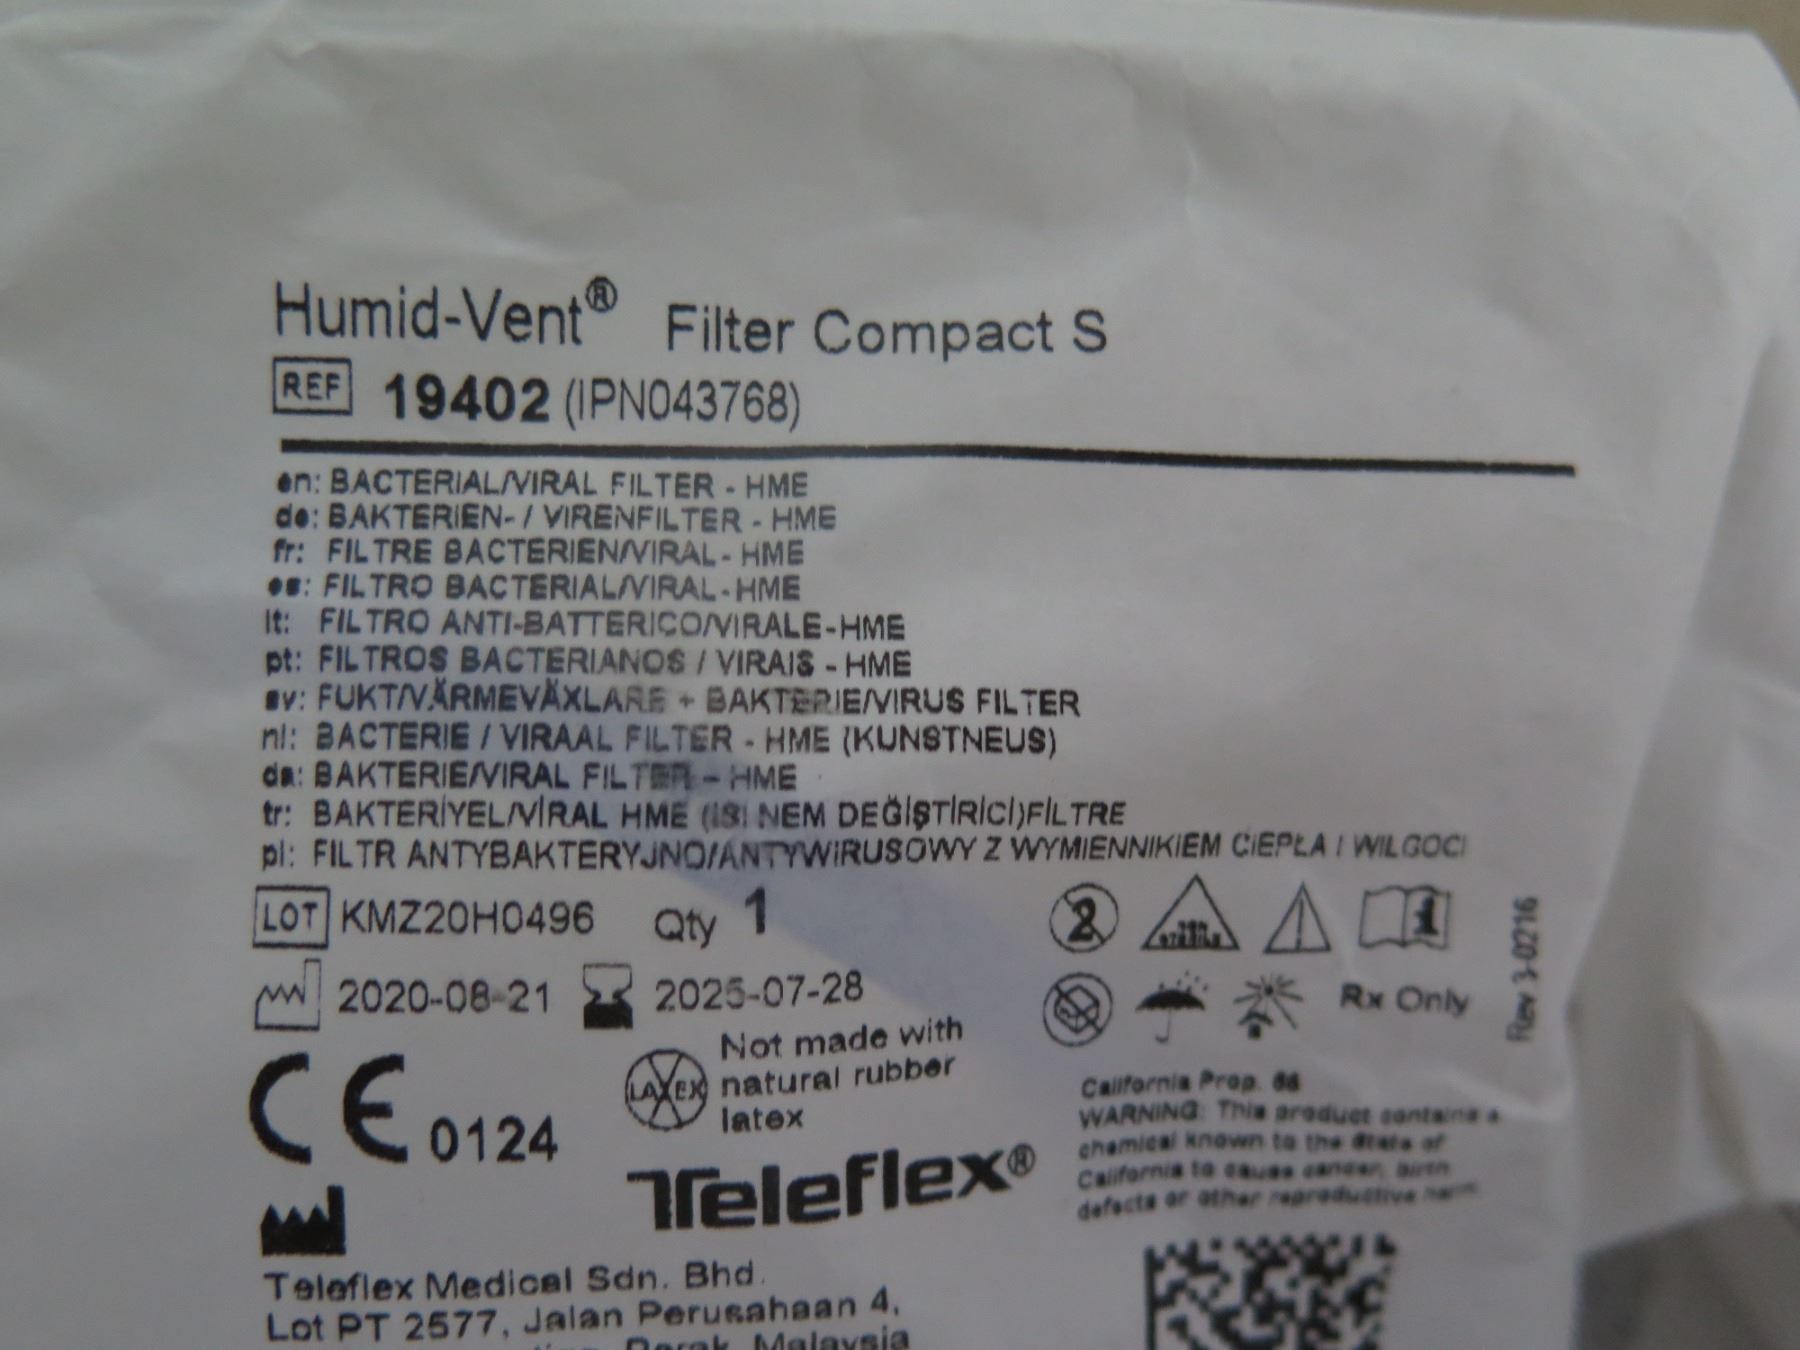 Humid-Vent® Filter Compact S
REF 19402 (IPN043768)
en: BACTERIAL/VIRAL FILTER - HME
de: BAKTERIEN- / VIRENFILTER - HME
fr: FILTRE BACTERIEN/VIRAL - HME
es: FILTRO BACTERIAL/VIRAL - HME
it: FILTRO ANTI-BATTERICO/VIRALE-HME
pt: FILTROS BACTERIANOS / VIRAIS - HME
sv: FUKT/VÄRMEVÄXLARE + BAKTERIE/VIRUS FILTER
nl: BACTERIE / VIRAAL FILTER - HME (KUNSTNEUS)
da: BAKTERIE/VIRAL FILTER – HME
tr: BAKTERİYEL/VİRAL HME (ISI NEM DEĞİŞTİRİCİ)FİLTRE
pl: FILTR ANTYBAKTERYJNO/ANTYWIRUSOWY Z WYMIENNIKIEM CIEPŁA I WILGOCI
LOT KMZ20H0496 Qty 1
2
NON STERILE
2020-08-21 2025-07-28
Rx Only
Rev 3-0216
CE 0124
LATEX
Not made with
natural rubber
latex
California Prop. 65
WARNING: This product contains a
chemical known to the State of
California to cause cancer, birth
defects or other reproductive harm.
Teleflex®
Teleflex Medical Sdn. Bhd.
Lot PT 2577, Jalan Perusahaan 4,
Perak, Malaysia